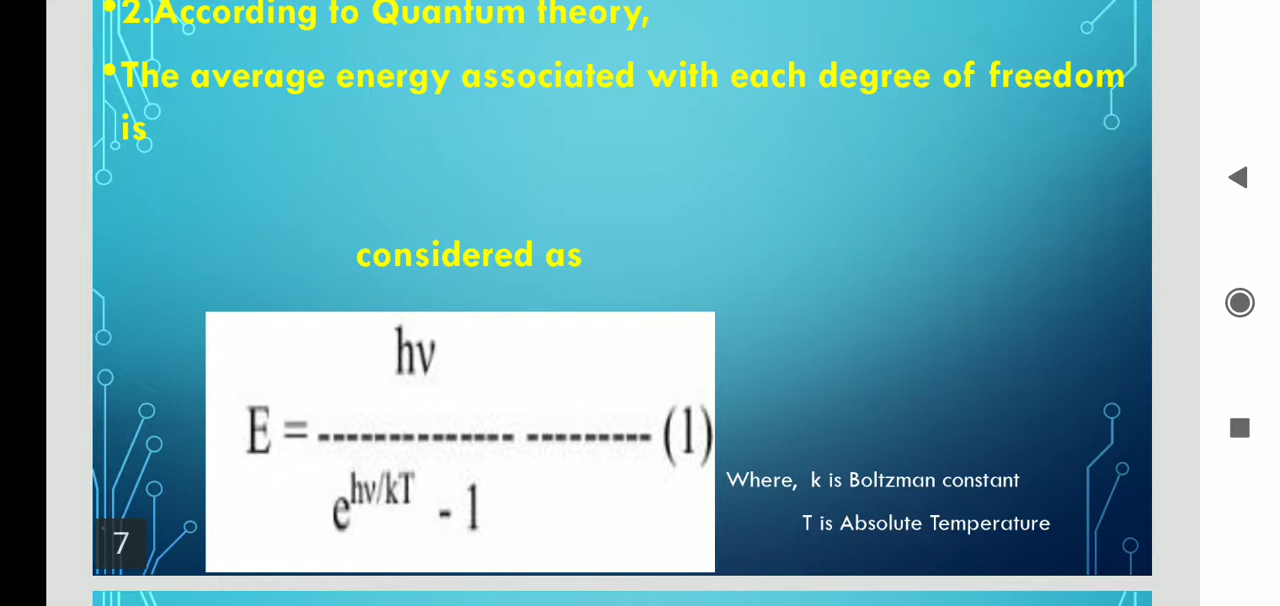 •2.According to Quantum theory,
•The average energy associated with each degree of freedom
is
considered as
hν
E = -------------- --------- (1)
e^hν/kT - 1
Where, k is Boltzman constant
T is Absolute Temperature
7